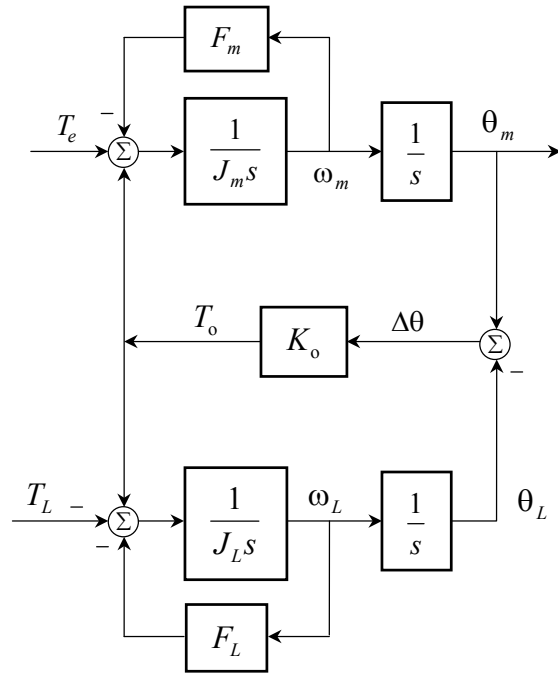 F_m
−
T_e Σ 1/(J_m s) ω_m 1/s θ_m
T_o K_o Δθ Σ
−
T_L − Σ 1/(J_L s) ω_L 1/s θ_L
−
F_L